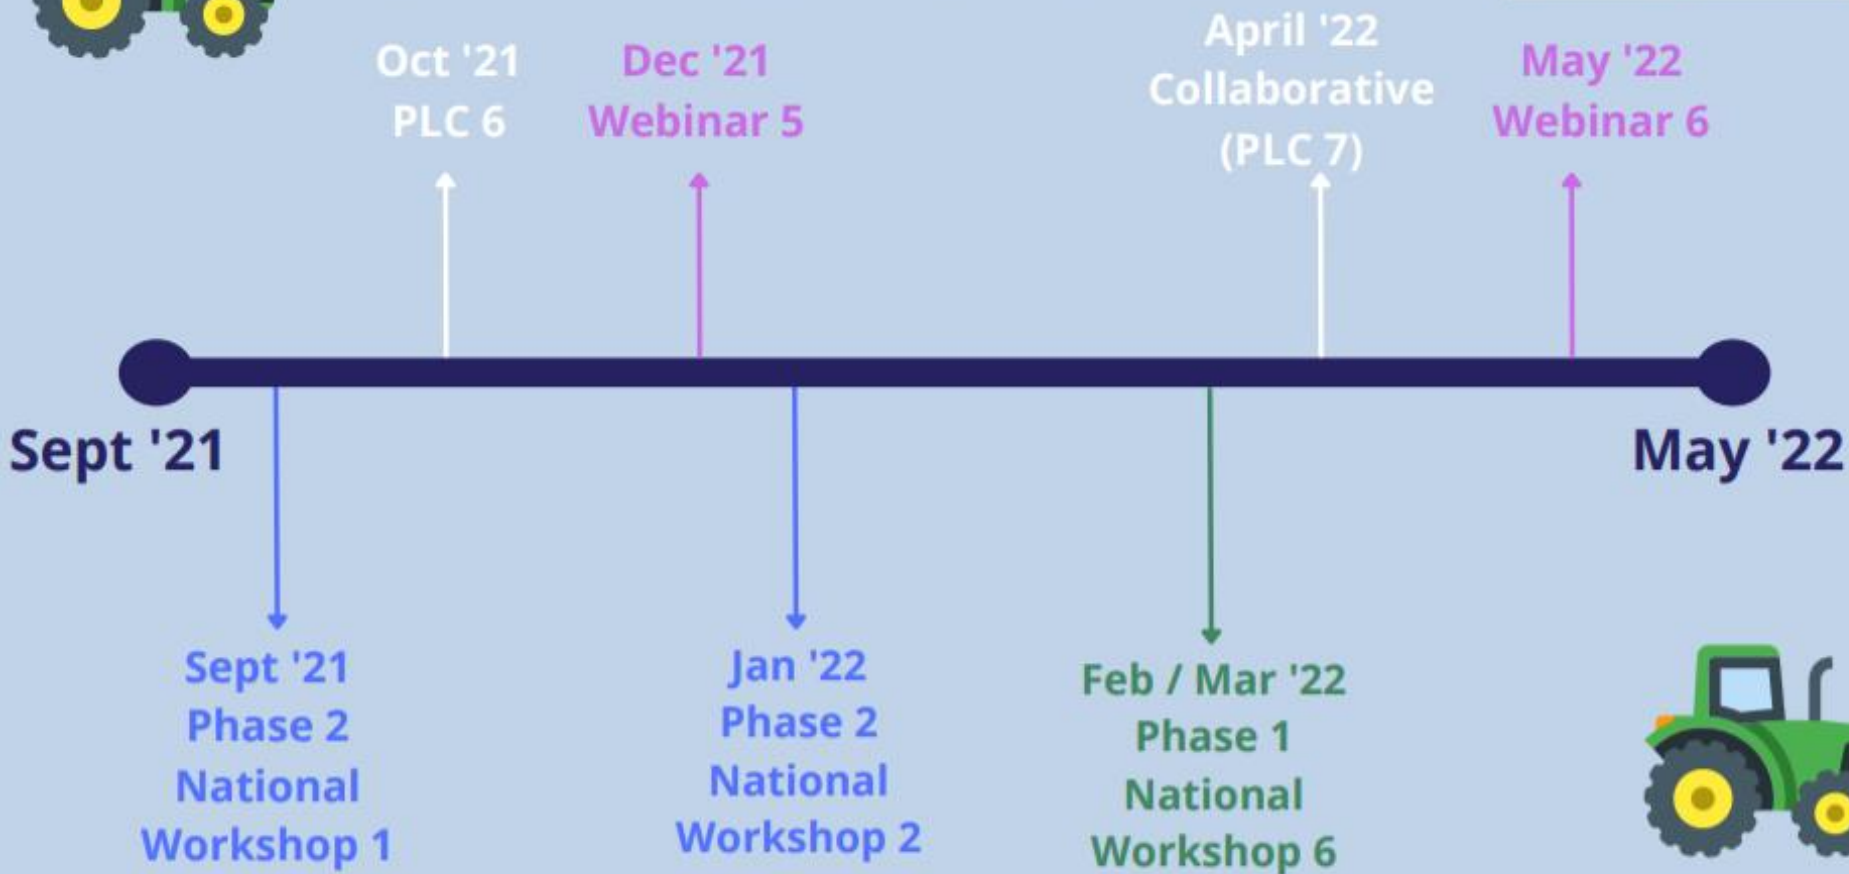 Oct '21
PLC 6
Dec '21
Webinar 5
April '22
Collaborative
(PLC 7)
May '22
Webinar 6
Sept '21
May '22
Sept '21
Phase 2
National
Workshop 1
Jan '22
Phase 2
National
Workshop 2
Feb / Mar '22
Phase 1
National
Workshop 6